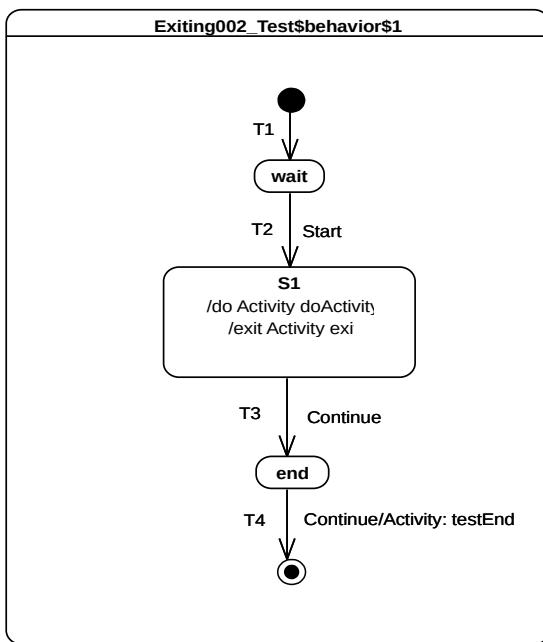 Exiting002_Test$behavior$1
T1
wait
T2 Start
S1
/do Activity doActivity
/exit Activity exi
T3 Continue
end
T4 Continue/Activity: testEnd